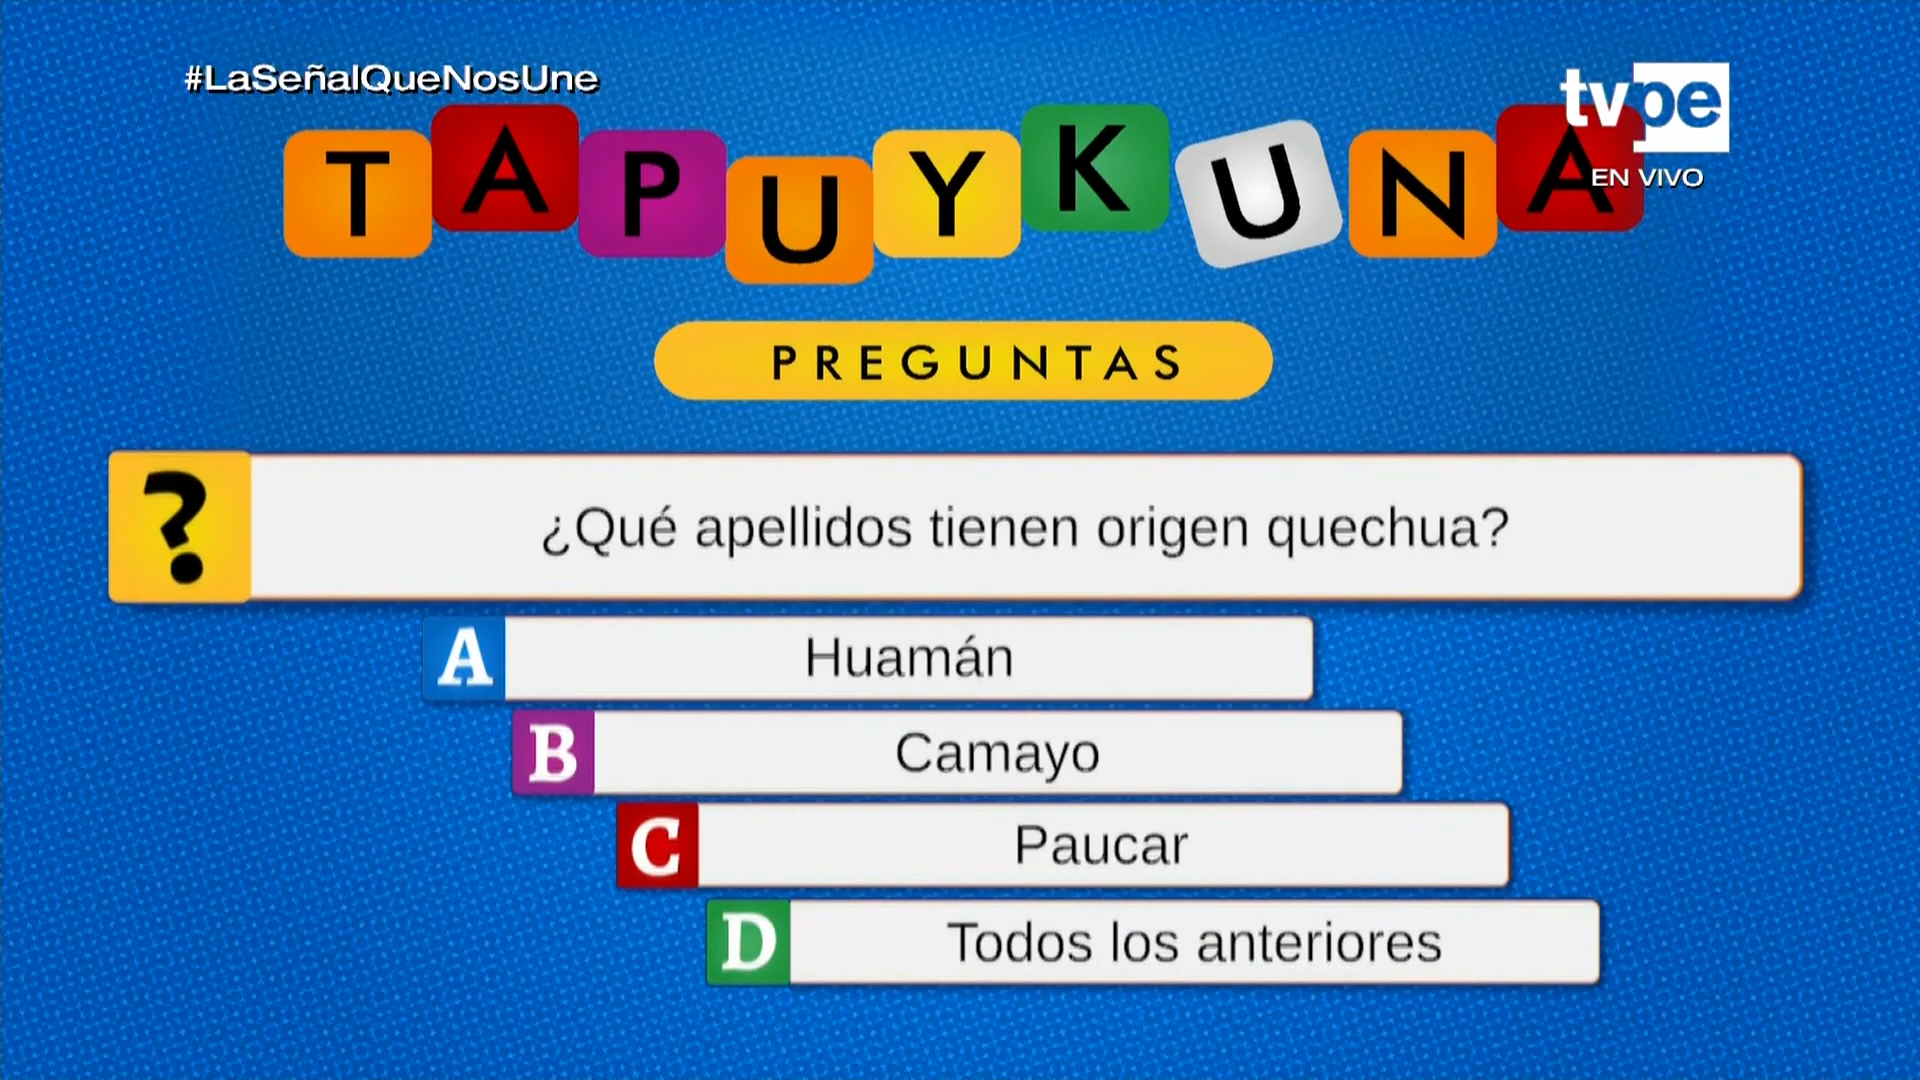 #LaSeñalQueNosUne
tvpe
EN VIVO
TAPUYKUNA
PREGUNTAS
? ¿Qué apellidos tienen origen quechua?
A Huamán
B Camayo
C Paucar
D Todos los anteriores